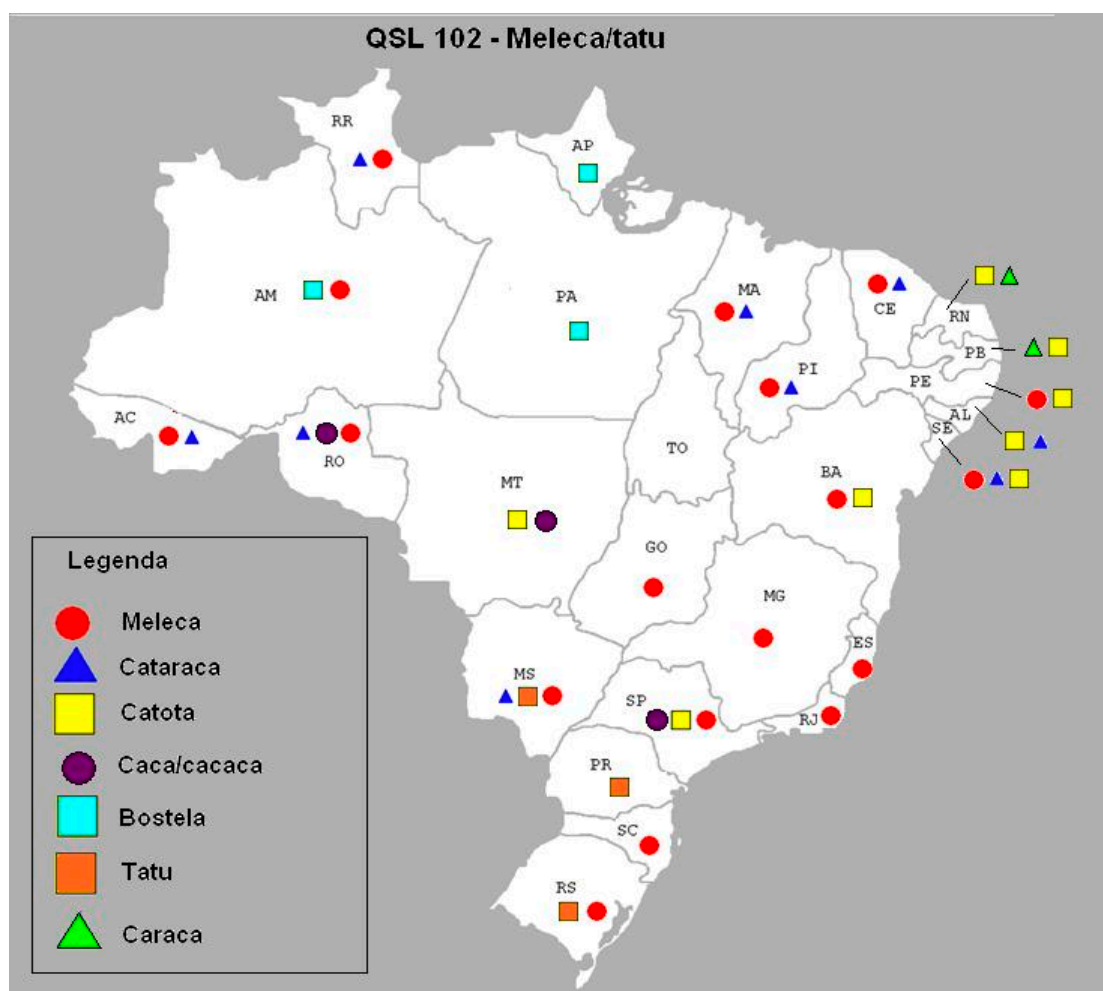 QSL 102 - Meleca/tatu
RR
AP
AM
PA
MA
CE
RN
PB
PI
PE
AL
SE
AC
RO
TO
BA
MT
GO
MG
ES
MS
SP
RJ
PR
SC
RS
Legenda
Meleca
Cataraca
Catota
Caca/cacaca
Bostela
Tatu
Caraca